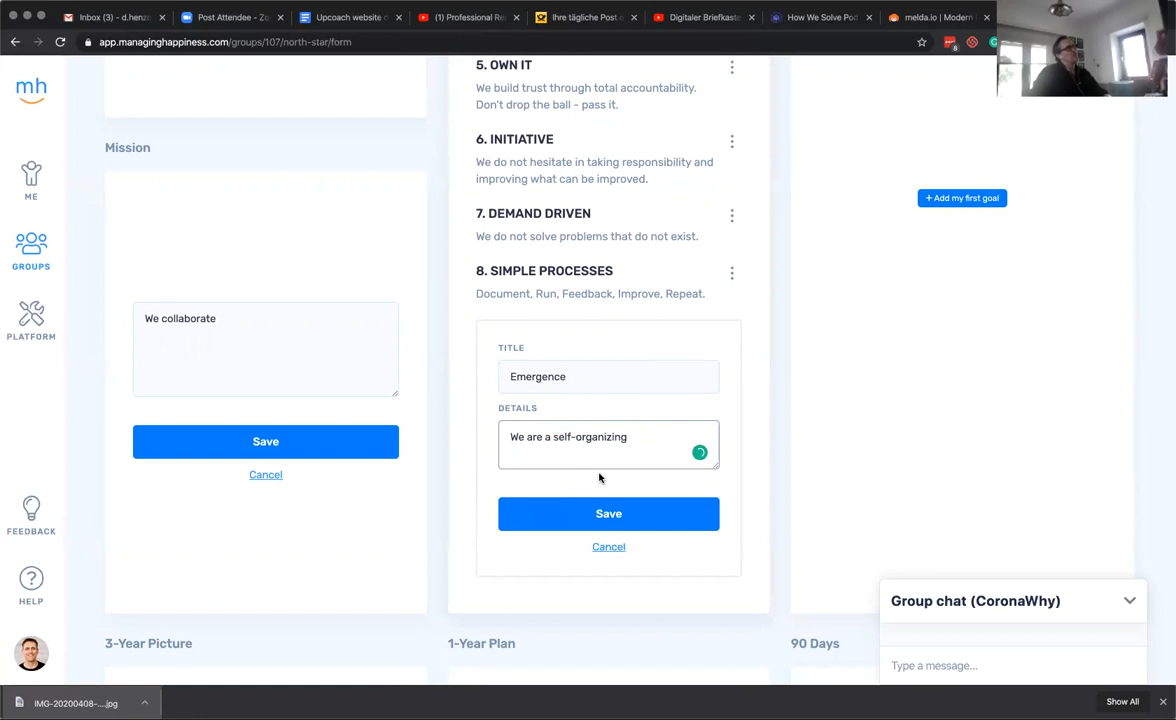 Inbox (3) - d.henz
Post Attendee - Zo
Upcoach website c
(1) Professional Re
Ihre tägliche Post
Digitaler Briefkaste
How We Solve Pod
melda.io | Modern
app.managinghappiness.com/groups/107/north-star/form
8
mh
ME
GROUPS
PLATFORM
FEEDBACK
HELP
Mission
We collaborate
Save
Cancel
5. OWN IT
We build trust through total accountability.
Don't drop the ball - pass it.
6. INITIATIVE
We do not hesitate in taking responsibility and
improving what can be improved.
7. DEMAND DRIVEN
We do not solve problems that do not exist.
8. SIMPLE PROCESSES
Document, Run, Feedback, Improve, Repeat.
TITLE
Emergence
DETAILS
We are a self-organizing
Save
Cancel
+ Add my first goal
3-Year Picture
1-Year Plan
90 Days
Group chat (CoronaWhy)
Type a message...
IMG-20200408-....jpg
Show All